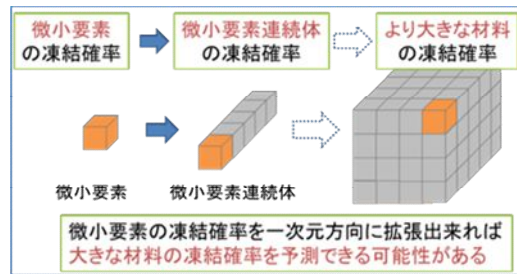 微小要素
の凍結確率
微小要素連続体
の凍結確率
より大きな材料
の凍結確率
微小要素
微小要素連続体
微小要素の凍結確率を一次元方向に拡張出来れば
大きな材料の凍結確率を予測できる可能性がある